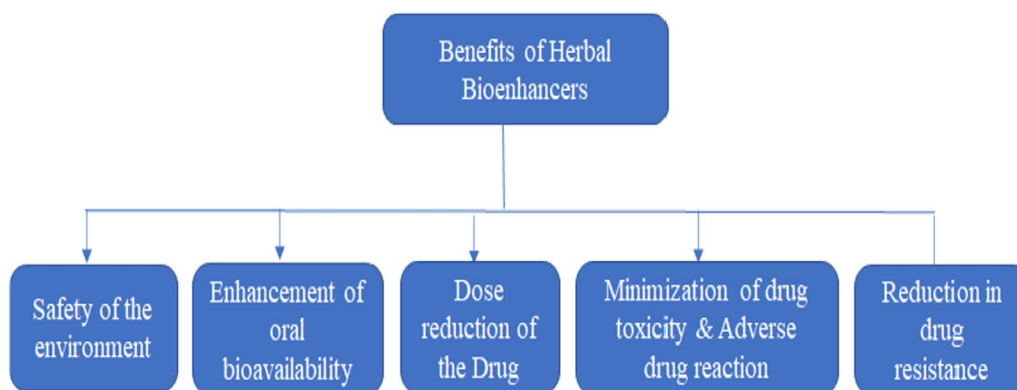 Benefits of Herbal
Bioenhancers
Safety of the
environment
Enhancement of
oral
bioavailability
Dose
reduction of
the Drug
Minimization of drug
toxicity & Adverse
drug reaction
Reduction in
drug
resistance